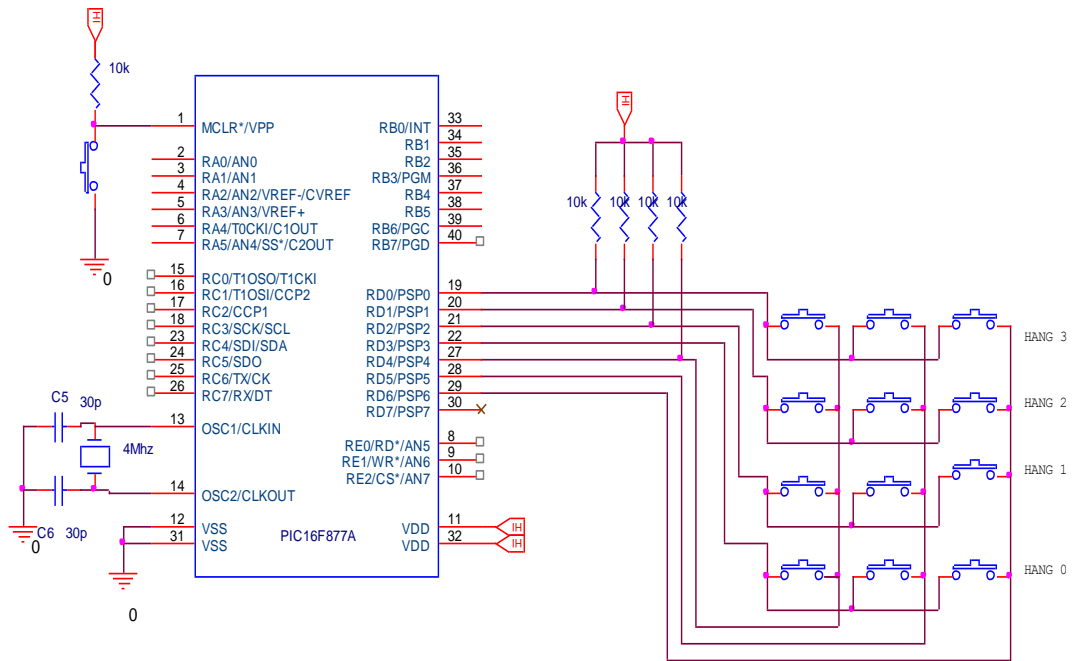 HI
10k
1
MCLR*/VPP
2
RA0/AN0
3
RA1/AN1
4
RA2/AN2/VREF-/CVREF
5
RA3/AN3/VREF+
6
RA4/T0CKI/C1OUT
7
RA5/AN4/SS*/C2OUT
0
15
RC0/T1OSO/T1CKI
16
RC1/T1OSI/CCP2
17
RC2/CCP1
18
RC3/SCK/SCL
23
RC4/SDI/SDA
24
RC5/SDO
25
RC6/TX/CK
26
RC7/RX/DT
C5 30p
13
OSC1/CLKIN
4Mhz
14
OSC2/CLKOUT
C6 30p
0
12
VSS
31
VSS
0
PIC16F877A
33
RB0/INT
34
RB1
35
RB2
36
RB3/PGM
37
RB4
38
RB5
39
RB6/PGC
40
RB7/PGD
19
RD0/PSP0
20
RD1/PSP1
21
RD2/PSP2
22
RD3/PSP3
27
RD4/PSP4
28
RD5/PSP5
29
RD6/PSP6
30
RD7/PSP7
8
RE0/RD*/AN5
9
RE1/WR*/AN6
10
RE2/CS*/AN7
11
VDD
HI
32
VDD
HI
HI
10k 10k 10k 10k
HANG 3
HANG 2
HANG 1
HANG 0